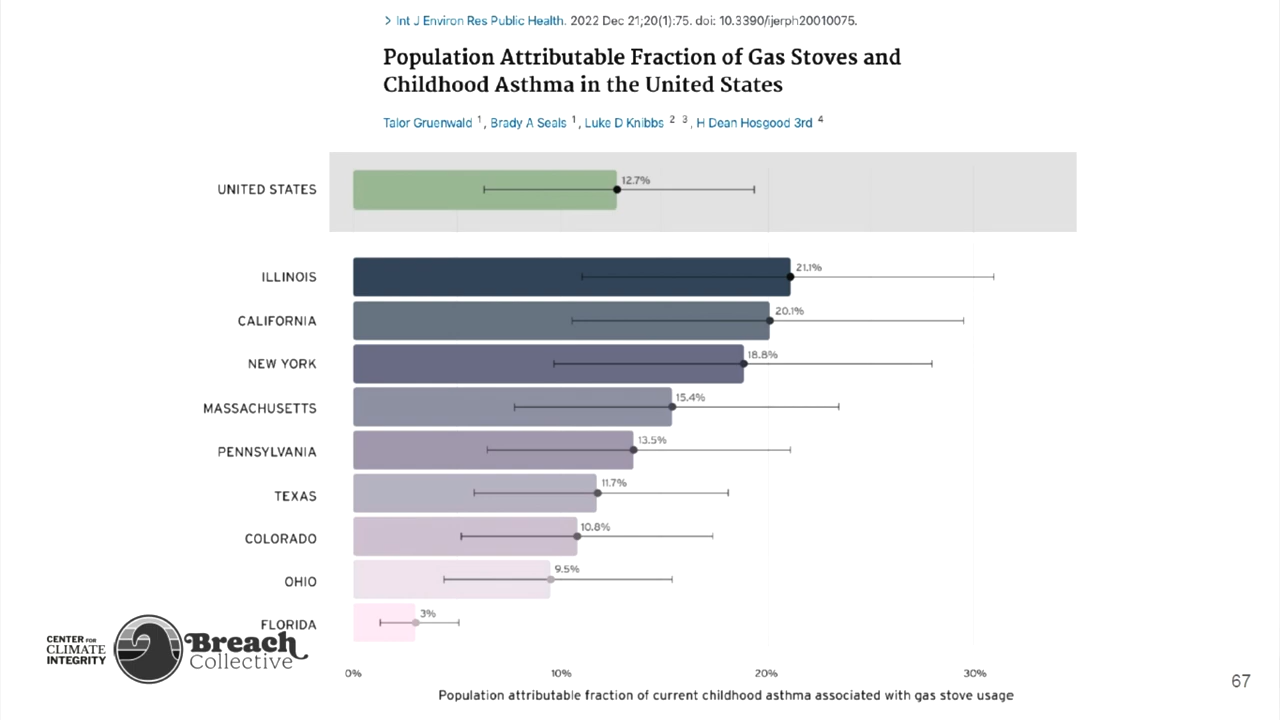 > Int J Environ Res Public Health. 2022 Dec 21;20(1):75. doi: 10.3390/ijerph20010075.
Population Attributable Fraction of Gas Stoves and
Childhood Asthma in the United States
Talor Gruenwald 1, Brady A Seals 1, Luke D Knibbs 2 3, H Dean Hosgood 3rd 4
UNITED STATES 12.7%
ILLINOIS 21.1%
CALIFORNIA 20.1%
NEW YORK 18.8%
MASSACHUSETTS 15.4%
PENNSYLVANIA 13.5%
TEXAS 11.7%
COLORADO 10.8%
OHIO 9.5%
FLORIDA 3%
CENTER FOR
CLIMATE
INTEGRITY
Breach
Collective
0% 10% 20% 30%
Population attributable fraction of current childhood asthma associated with gas stove usage
67